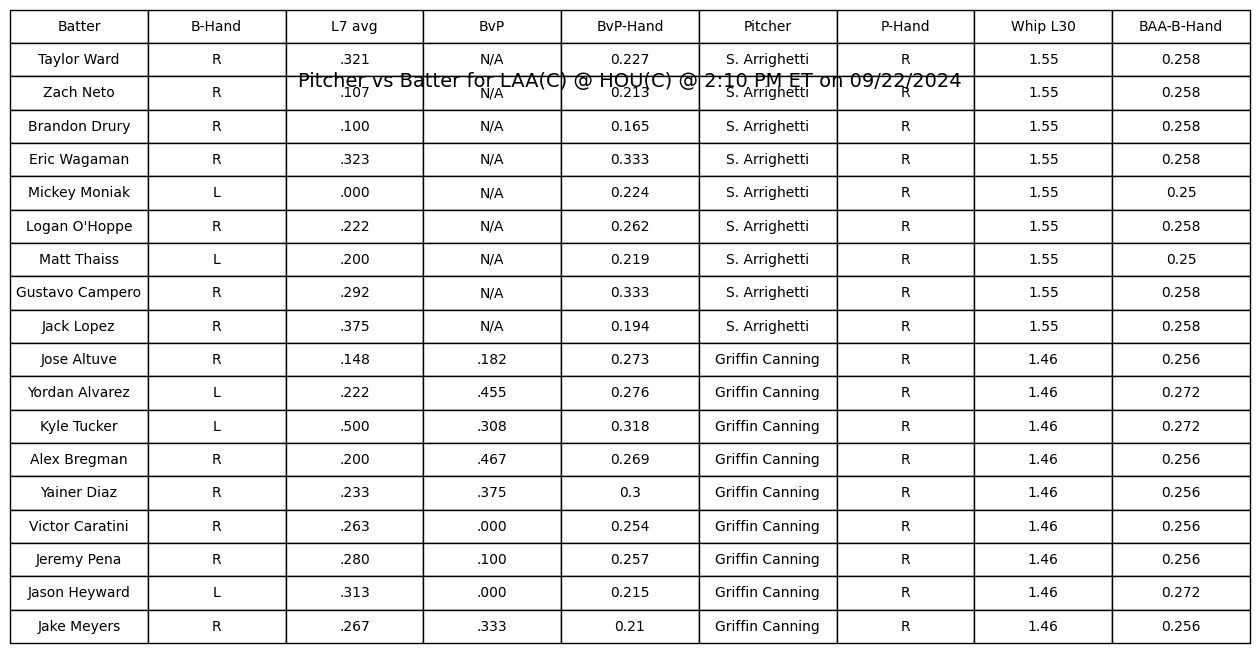 Batter B-Hand L7 avg BvP BvP-Hand Pitcher P-Hand Whip L30 BAA-B-Hand
Taylor Ward R .321 N/A 0.227 S. Arrighetti R 1.55 0.258
Pitcher vs Batter for LAA(C) @ HOU(C) @ 2:10 PM ET on 09/22/2024
Zach Neto R .107 N/A 0.213 S. Arrighetti R 1.55 0.258
Brandon Drury R .100 N/A 0.165 S. Arrighetti R 1.55 0.258
Eric Wagaman R .323 N/A 0.333 S. Arrighetti R 1.55 0.258
Mickey Moniak L .000 N/A 0.224 S. Arrighetti R 1.55 0.25
Logan O'Hoppe R .222 N/A 0.262 S. Arrighetti R 1.55 0.258
Matt Thaiss L .200 N/A 0.219 S. Arrighetti R 1.55 0.25
Gustavo Campero R .292 N/A 0.333 S. Arrighetti R 1.55 0.258
Jack Lopez R .375 N/A 0.194 S. Arrighetti R 1.55 0.258
Jose Altuve R .148 .182 0.273 Griffin Canning R 1.46 0.256
Yordan Alvarez L .222 .455 0.276 Griffin Canning R 1.46 0.272
Kyle Tucker L .500 .308 0.318 Griffin Canning R 1.46 0.272
Alex Bregman R .200 .467 0.269 Griffin Canning R 1.46 0.256
Yainer Diaz R .233 .375 0.3 Griffin Canning R 1.46 0.256
Victor Caratini R .263 .000 0.254 Griffin Canning R 1.46 0.256
Jeremy Pena R .280 .100 0.257 Griffin Canning R 1.46 0.256
Jason Heyward L .313 .000 0.215 Griffin Canning R 1.46 0.272
Jake Meyers R .267 .333 0.21 Griffin Canning R 1.46 0.256